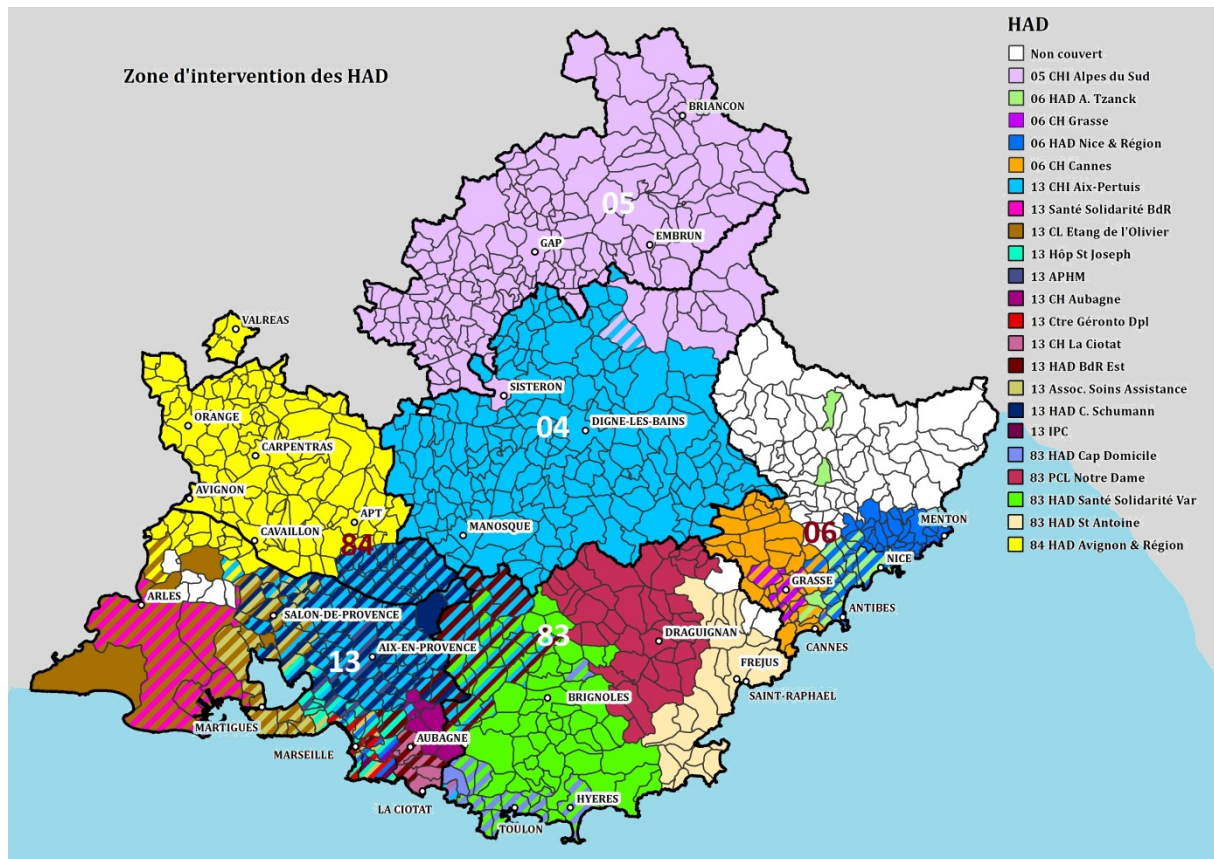 Zone d'intervention des HAD
HAD
Non couvert
05 CHI Alpes du Sud
06 HAD A. Tzanck
06 CH Grasse
06 HAD Nice & Région
06 CH Cannes
13 CHI Aix-Pertuis
13 Santé Solidarité BdR
13 CL Etang de l'Olivier
13 Hôp St Joseph
13 APHM
13 CH Aubagne
13 Ctre Géronto Dpl
13 CH La Ciotat
13 HAD BdR Est
13 Assoc. Soins Assistance
13 HAD C. Schumann
13 IPC
83 HAD Cap Domicile
83 PCL Notre Dame
83 HAD Santé Solidarité Var
83 HAD St Antoine
84 HAD Avignon & Région
BRIANCON
05
EMBRUN
GAP
VALREAS
SISTERON
ORANGE
04
DIGNE-LES-BAINS
CARPENTRAS
AVIGNON
APT
MENTON
CAVAILLON
84
MANOSQUE
06
NICE
GRASSE
ARLES
SALON-DE-PROVENCE
ANTIBES
83
DRAGUIGNAN
CANNES
AIX-EN-PROVENCE
13
FREJUS
BRIGNOLES
SAINT-RAPHAEL
MARTIGUES
MARSEILLE
AUBAGNE
LA CIOTAT
HYERES
TOULON